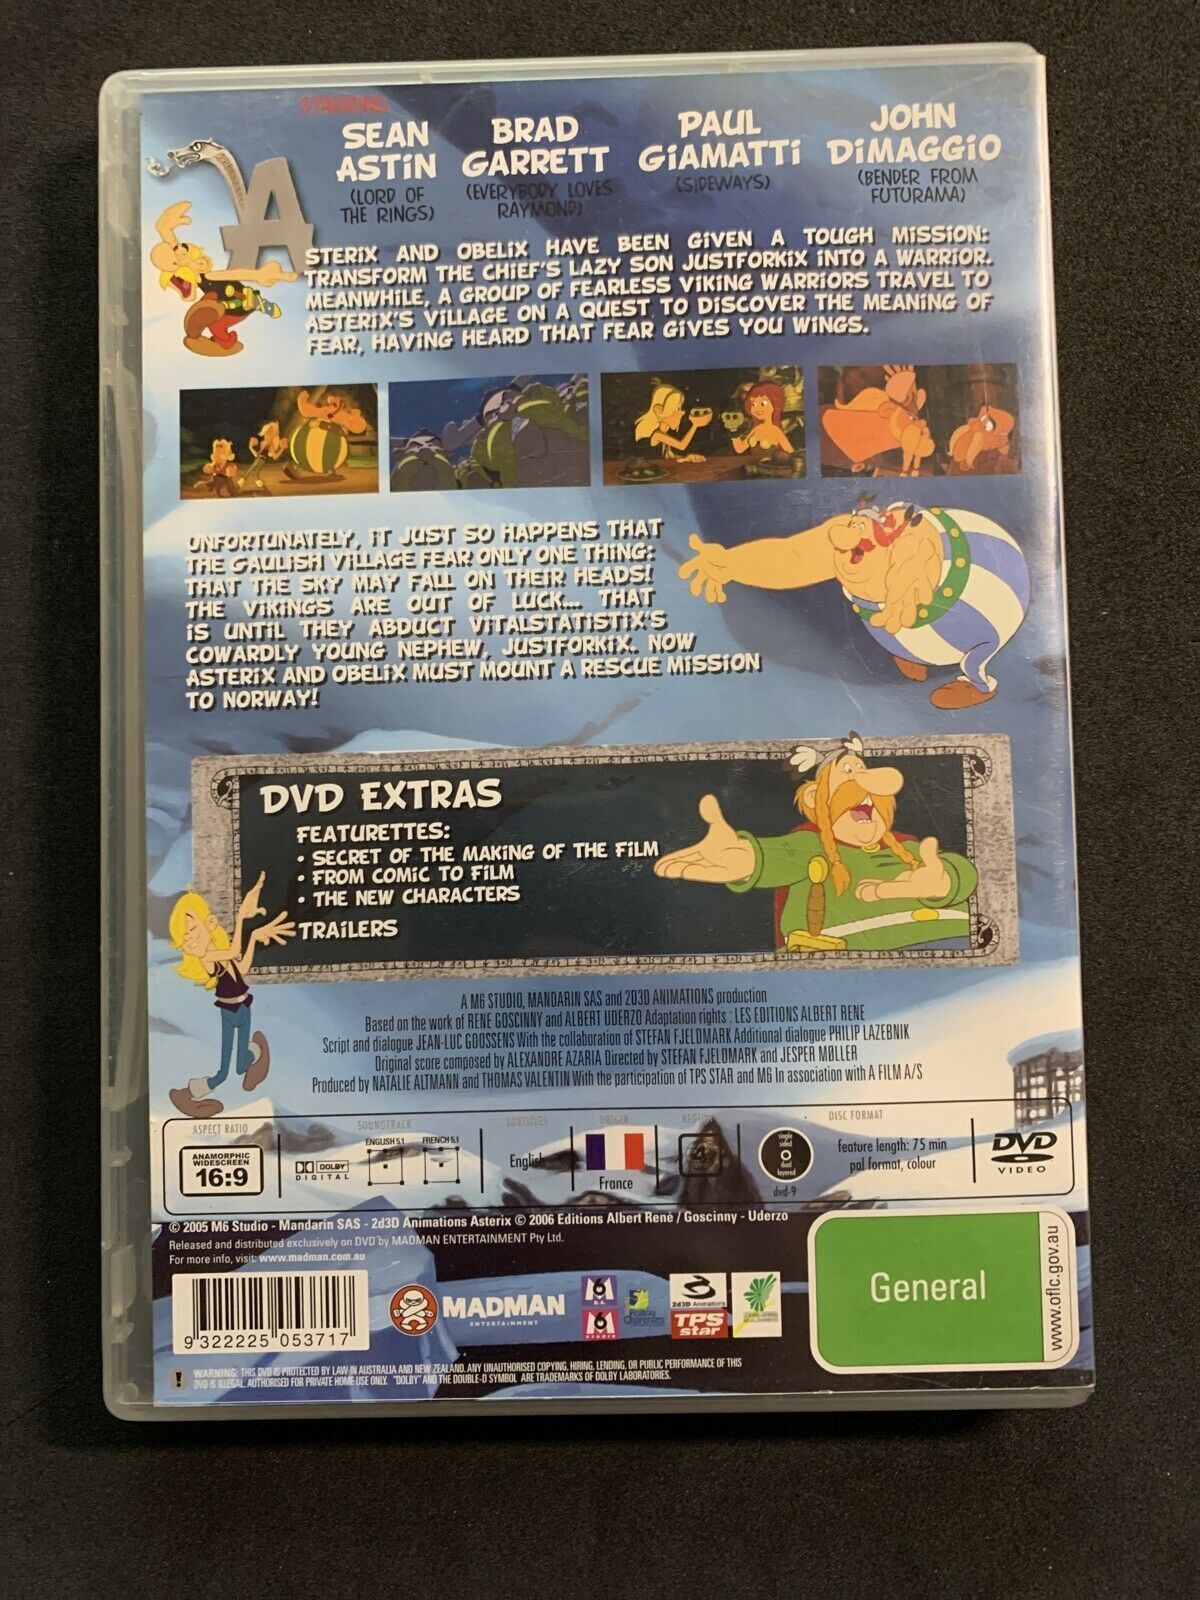 STARRING
SEAN ASTIN
(LORD OF THE RINGS)
BRAD GARRETT
(EVERYBODY LOVES RAYMOND)
PAUL GIAMATTI
(SIDEWAYS)
JOHN DiMAGGIO
(BENDER FROM FUTURAMA)
ASTERIX AND OBELIX HAVE BEEN GIVEN A TOUGH MISSION:
TRANSFORM THE CHIEF'S LAZY SON JUSTFORKIX INTO A WARRIOR.
MEANWHILE, A GROUP OF FEARLESS VIKING WARRIORS TRAVEL TO
ASTERIX'S VILLAGE ON A QUEST TO DISCOVER THE MEANING OF
FEAR, HAVING HEARD THAT FEAR GIVES YOU WINGS.
UNFORTUNATELY, IT JUST SO HAPPENS THAT
THE GAULISH VILLAGE FEAR ONLY ONE THING:
THAT THE SKY MAY FALL ON THEIR HEADS!
THE VIKINGS ARE OUT OF LUCK... THAT
IS UNTIL THEY ABDUCT VITALSTATISTIX'S
COWARDLY YOUNG NEPHEW, JUSTFORKIX. NOW
ASTERIX AND OBELIX MUST MOUNT A RESCUE MISSION
TO NORWAY!
DVD EXTRAS
FEATURETTES:
• SECRET OF THE MAKING OF THE FILM
• FROM COMIC TO FILM
• THE NEW CHARACTERS
TRAILERS
A M6 STUDIO, MANDARIN SAS and 2D3D ANIMATIONS production
Based on the work of RENE GOSCINNY and ALBERT UDERZO Adaptation rights : LES EDITIONS ALBERT RENE
Script and dialogue JEAN-LUC GOOSSENS With the collaboration of STEFAN FJELDMARK Additional dialogue PHILIP LAZEBNIK
Original score composed by ALEXANDRE AZARIA Directed by STEFAN FJELDMARK and JESPER MØLLER
Produced by NATALIE ALTMANN and THOMAS VALENTIN With the participation of TPS STAR and M6 In association with A FILM A/S
ASPECT RATIO
ANAMORPHIC
WIDESCREEN
16:9
SOUNDTRACK
DOLBY
DIGITAL
ENGLISH 5.1
FRENCH 5.1
SUBTITLES
English
ORIGIN
France
REGION
4
single sided
dual layered
dvd-9
DISC FORMAT
feature length: 75 min
pal format, colour
DVD
VIDEO
© 2005 M6 Studio - Mandarin SAS - 2d3D Animations Asterix © 2006 Editions Albert René / Goscinny - Uderzo
Released and distributed exclusively on DVD by MADMAN ENTERTAINMENT Pty Ltd.
For more info, visit: www.madman.com.au
9 322225 053717
MADMAN
ENTERTAINMENT
M6
D.A.
M6
STUDIO
Poitou
Charentes
2d3D Animations
TPS
star
General
www.oflc.gov.au
! WARNING: THIS DVD IS PROTECTED BY LAW IN AUSTRALIA AND NEW ZEALAND. ANY UNAUTHORISED COPYING, HIRING, LENDING, OR PUBLIC PERFORMANCE OF THIS
DVD IS ILLEGAL. AUTHORISED FOR PRIVATE HOME USE ONLY. "DOLBY" AND THE DOUBLE-D SYMBOL ARE TRADEMARKS OF DOLBY LABORATORIES.